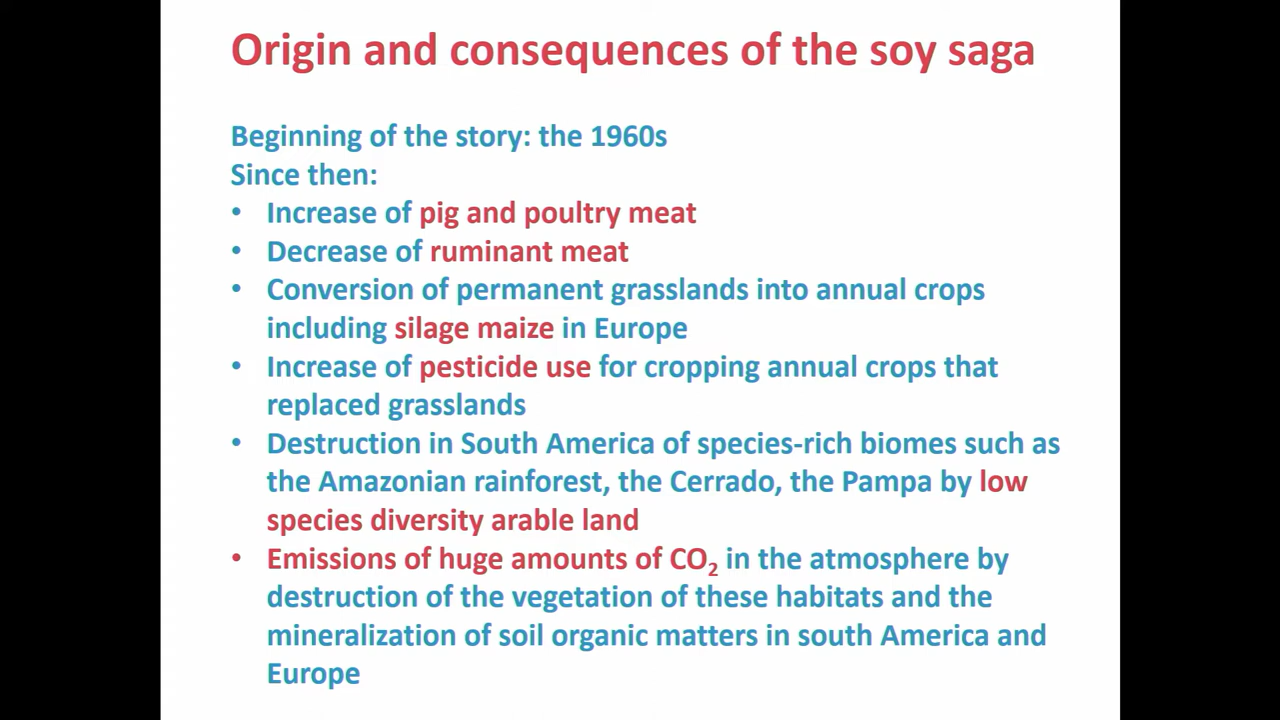 Origin and consequences of the soy saga
Beginning of the story: the 1960s
Since then:
• Increase of pig and poultry meat
• Decrease of ruminant meat
• Conversion of permanent grasslands into annual crops
including silage maize in Europe
• Increase of pesticide use for cropping annual crops that
replaced grasslands
• Destruction in South America of species-rich biomes such as
the Amazonian rainforest, the Cerrado, the Pampa by low
species diversity arable land
• Emissions of huge amounts of CO₂ in the atmosphere by
destruction of the vegetation of these habitats and the
mineralization of soil organic matters in south America and
Europe